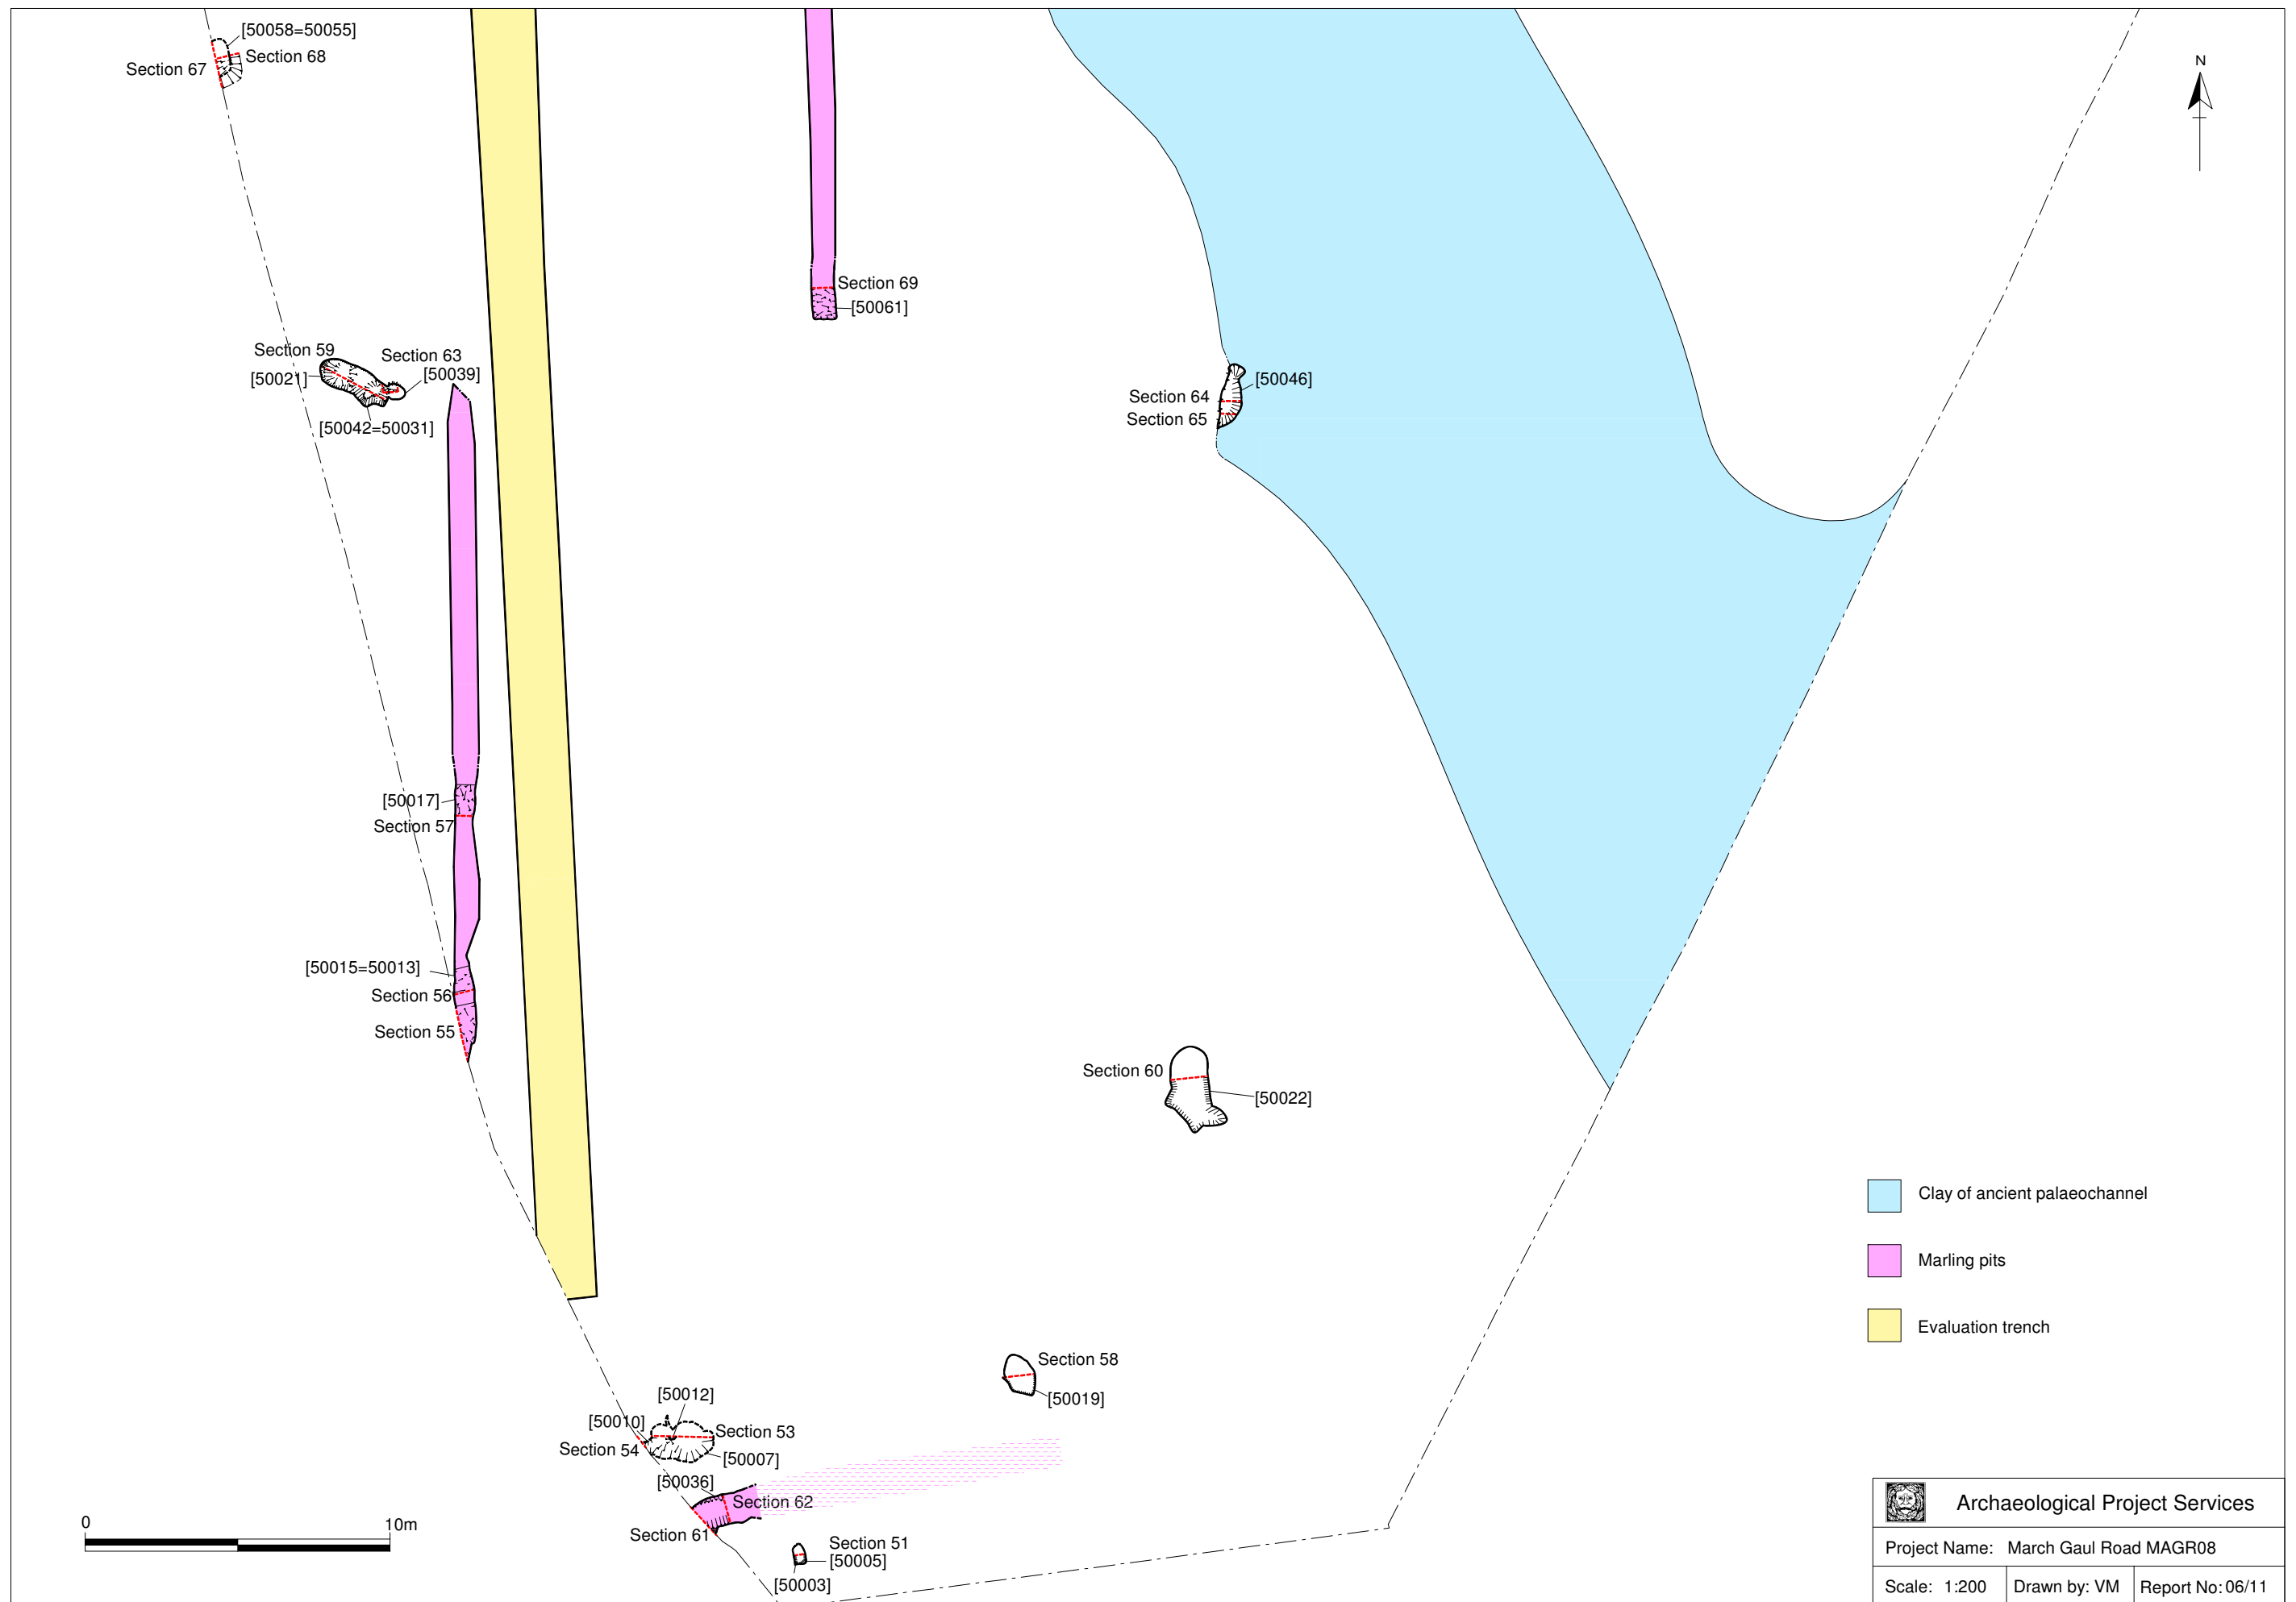 [50058=50055]
Section 68
Section 67
N
Section 69
[50061]
Section 59
Section 63
[50021]
[50039]
[50042=50031]
[50046]
Section 64
Section 65
[50017]
Section 57
[50015=50013]
Section 56
Section 55
Section 60
[50022]
Clay of ancient palaeochannel
Marling pits
Evaluation trench
Section 58
[50019]
[50012]
[50010]
Section 53
Section 54
[50007]
[50036]
Section 62
Section 61
0 10m
Section 51
[50005]
[50003]
Archaeological Project Services
Project Name: March Gaul Road MAGR08
Scale: 1:200 Drawn by: VM Report No: 06/11